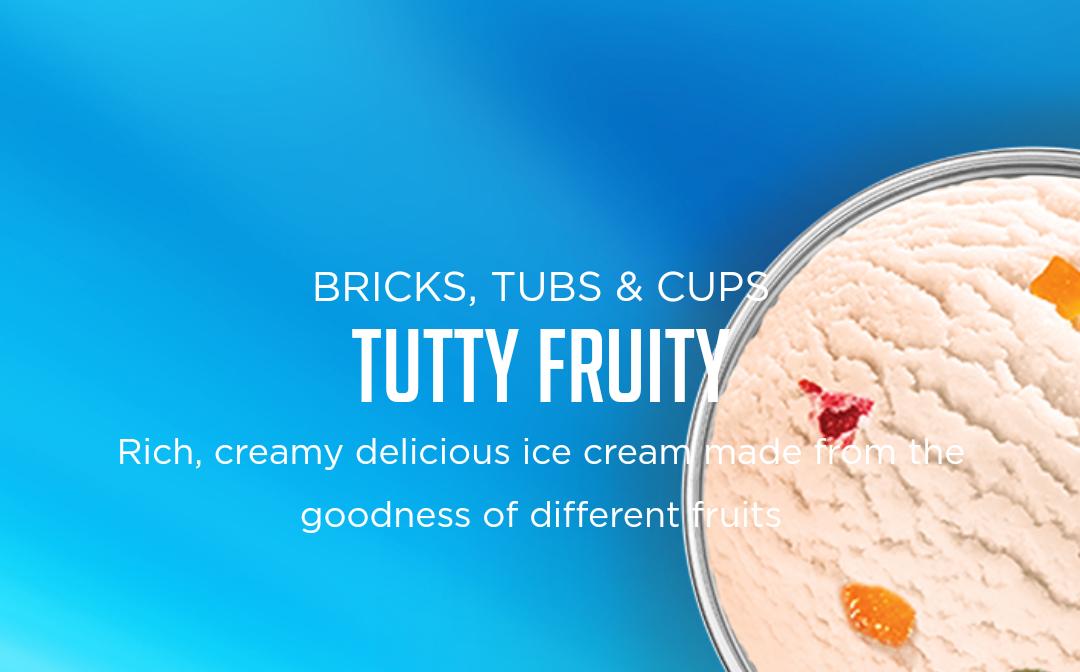 BRICKS, TUBS & CUPS
TUTTY FRUITY
Rich, creamy delicious ice cream made from the
goodness of different fruits